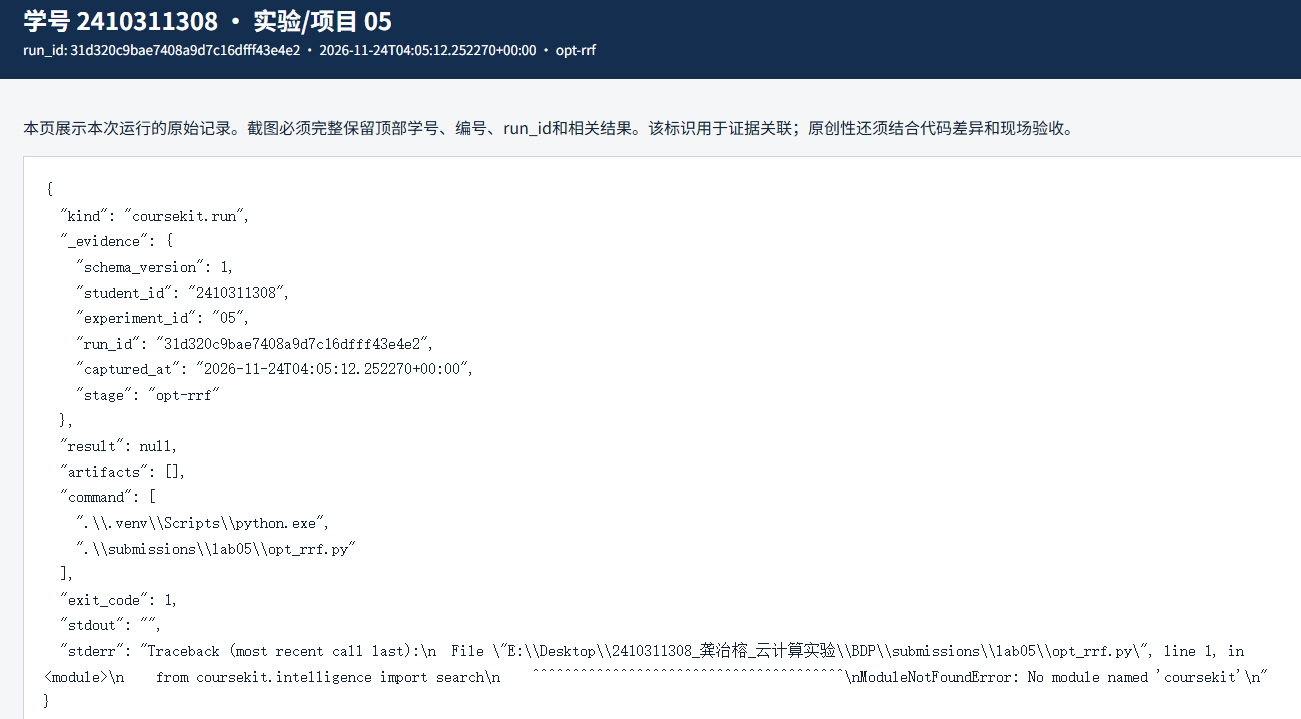 学号 2410311308 • 实验/项目 05
run_id: 31d320c9bae7408a9d7c16dfff43e4e2 • 2026-11-24T04:05:12.252270+00:00 • opt-rrf
本页展示本次运行的原始记录。截图必须完整保留顶部学号、编号、run_id和相关结果。该标识用于证据关联；原创性还须结合代码差异和现场验收。
{
  "kind": "coursekit.run",
  "_evidence": {
    "schema_version": 1,
    "student_id": "2410311308",
    "experiment_id": "05",
    "run_id": "31d320c9bae7408a9d7c16dfff43e4e2",
    "captured_at": "2026-11-24T04:05:12.252270+00:00",
    "stage": "opt-rrf"
  },
  "result": null,
  "artifacts": [],
  "command": [
    ".\\.venv\\Scripts\\python.exe",
    ".\\submissions\\lab05\\opt_rrf.py"
  ],
  "exit_code": 1,
  "stdout": "",
  "stderr": "Traceback (most recent call last):\n  File \"E:\\Desktop\\2410311308_龚治榕_云计算实验\\BDP\\submissions\\lab05\\opt_rrf.py\", line 1, in
<module>\n    from coursekit.intelligence import search\n    ^^^^^^^^^^^^^^^^^^^^^^^^^^^^^^^^^^^^^^^\nModuleNotFoundError: No module named 'coursekit'\n"
}